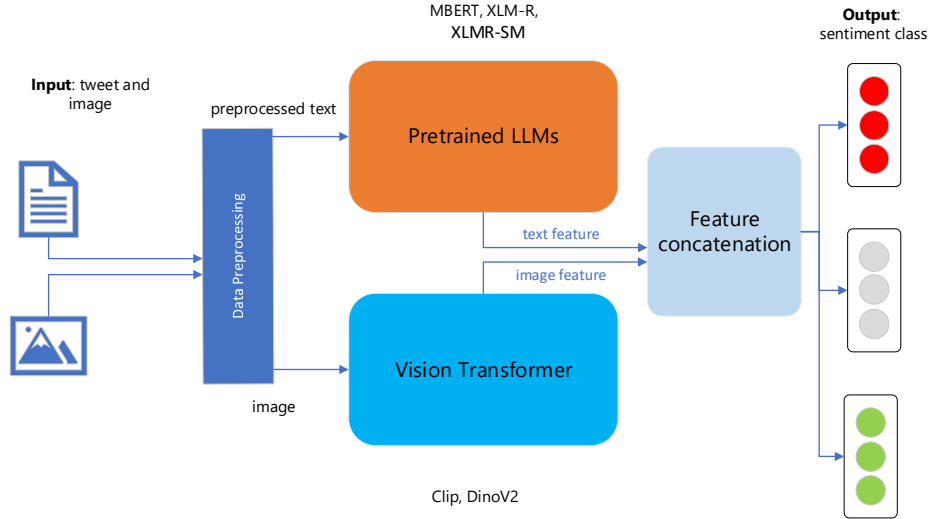 MBERT, XLM-R,
XLMR-SM
Output:
sentiment class
Input: tweet and
image
preprocessed text
Pretrained LLMs
Data Preprocessing
text feature
image feature
Feature
concatenation
Vision Transformer
image
Clip, DinoV2